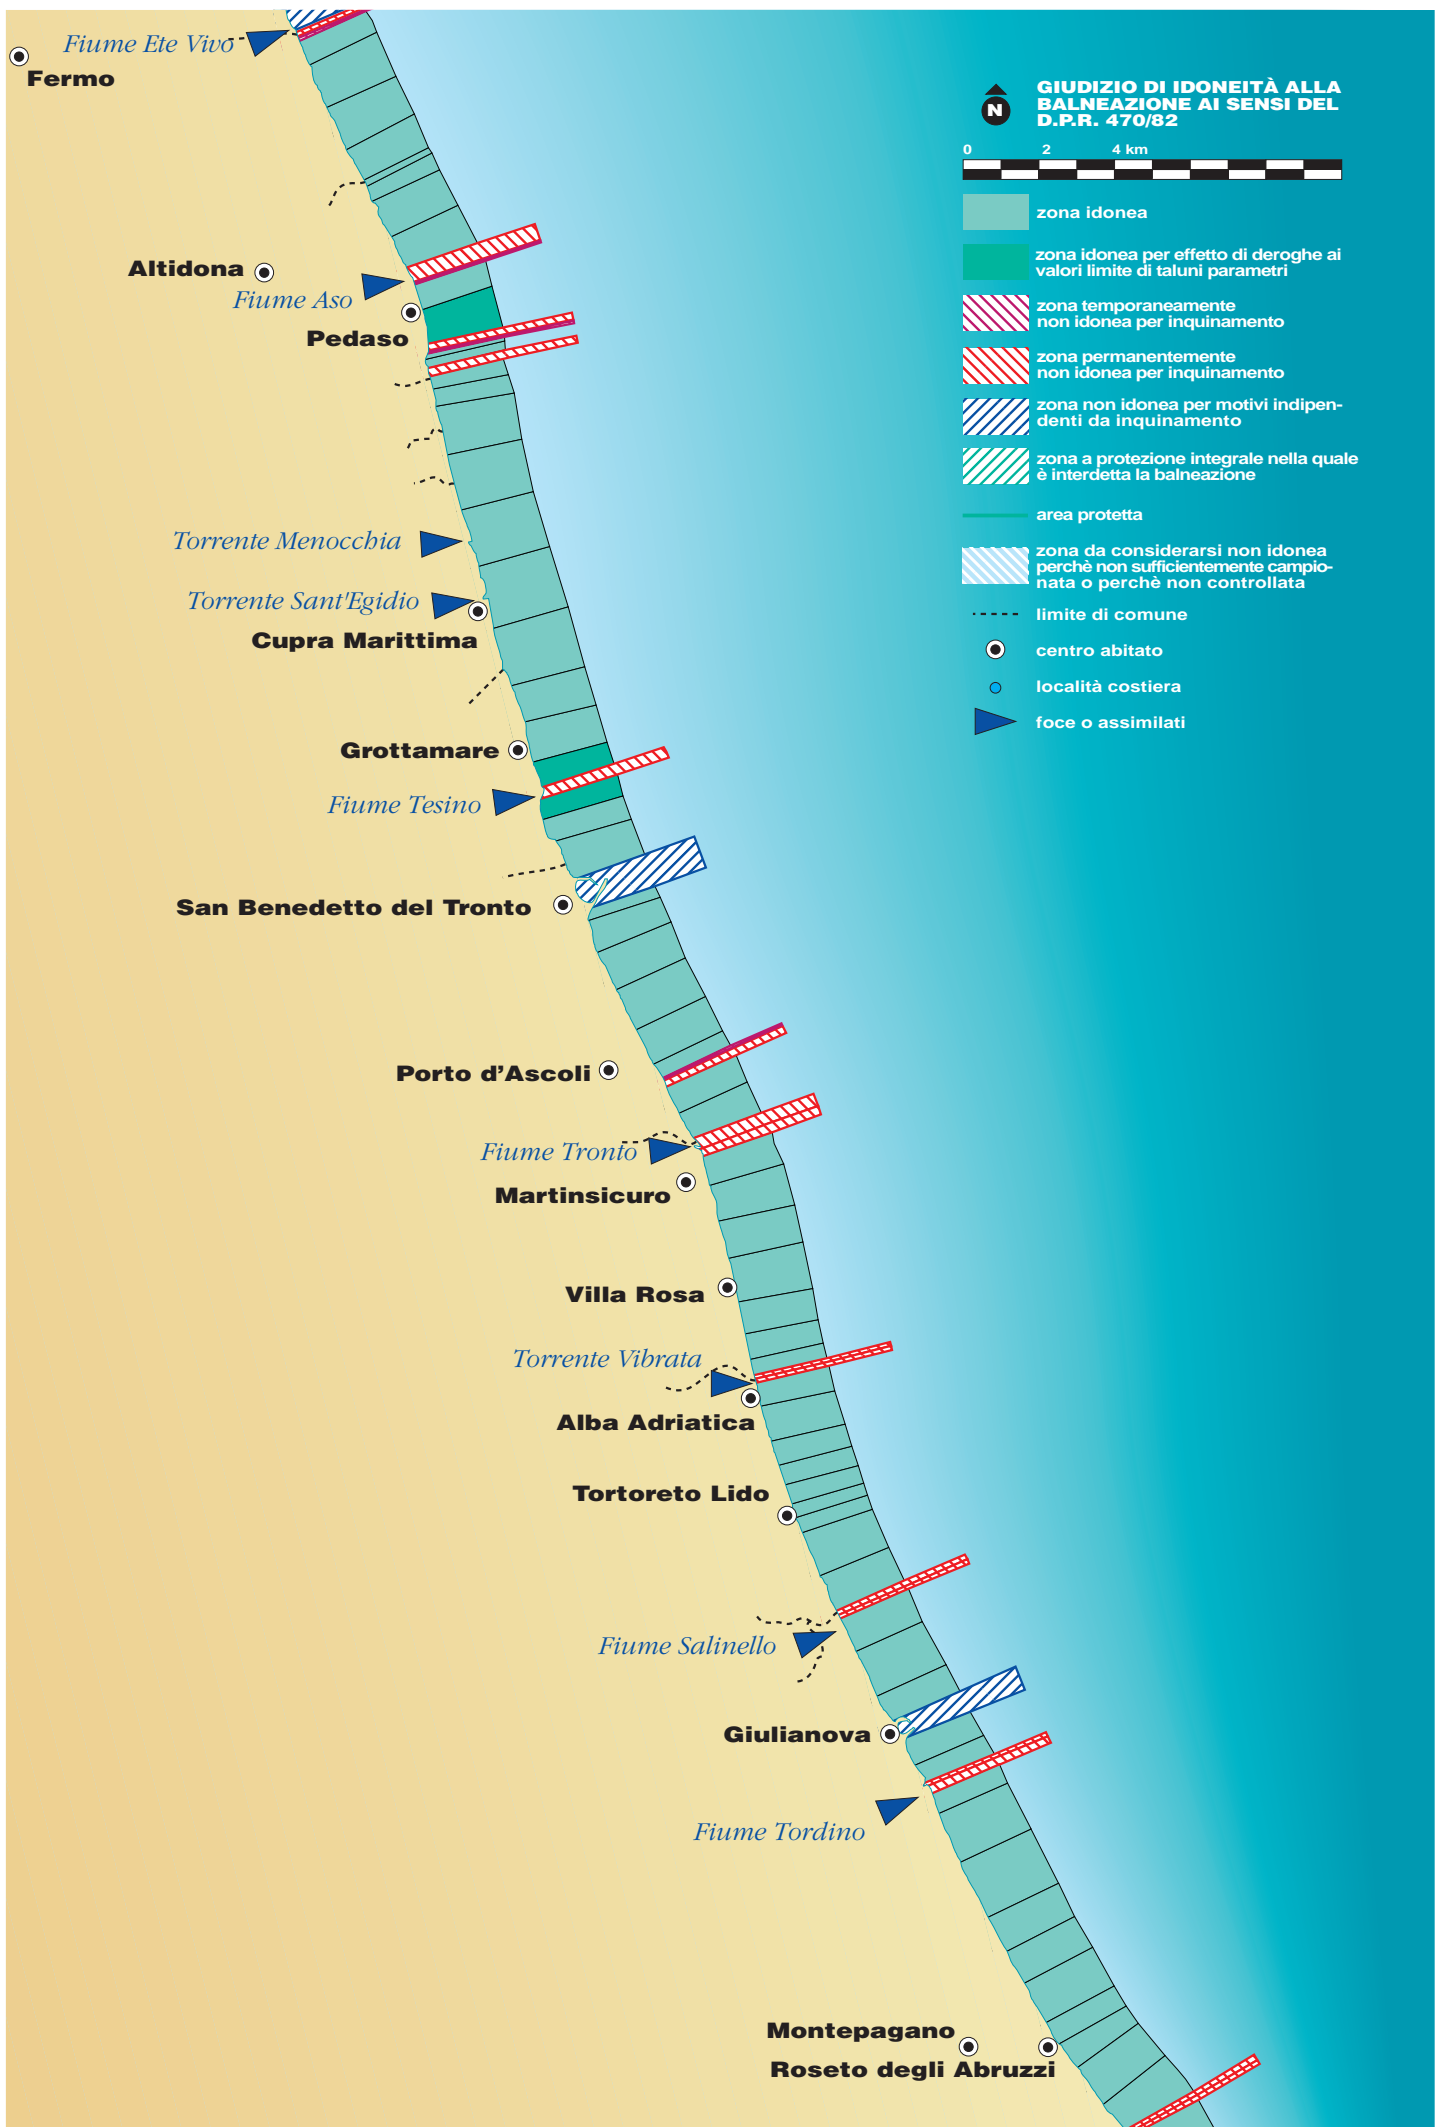 Fiume Ete Vivo
Fermo
GIUDIZIO DI IDONEITÀ ALLA
BALNEAZIONE AI SENSI DEL
D.P.R. 470/82
N
0 2 4 km
zona idonea
zona idonea per effetto di deroghe ai
valori limite di taluni parametri
zona temporaneamente
non idonea per inquinamento
zona permanentemente
non idonea per inquinamento
zona non idonea per motivi indipen-
denti da inquinamento
zona a protezione integrale nella quale
è interdetta la balneazione
area protetta
zona da considerarsi non idonea
perchè non sufficientemente campio-
nata o perchè non controllata
limite di comune
centro abitato
località costiera
foce o assimilati
Altidona
Fiume Aso
Pedaso
Torrente Menocchia
Torrente Sant'Egidio
Cupra Marittima
Grottamare
Fiume Tesino
San Benedetto del Tronto
Porto d’Ascoli
Fiume Tronto
Martinsicuro
Villa Rosa
Torrente Vibrata
Alba Adriatica
Tortoreto Lido
Fiume Salinello
Giulianova
Fiume Tordino
Montepagano
Roseto degli Abruzzi